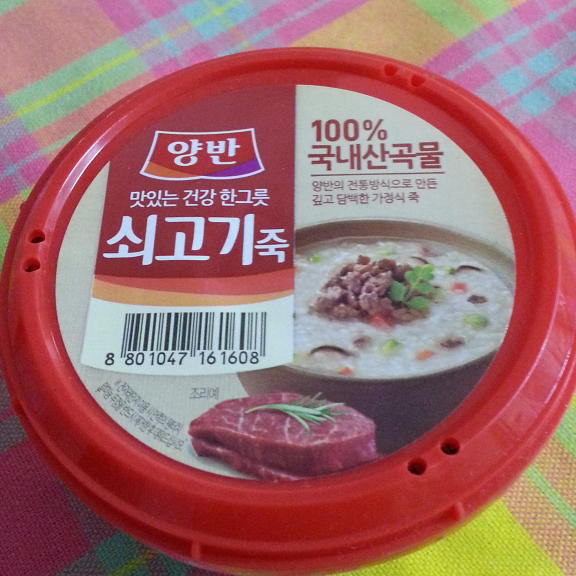 양반
맛있는 건강 한그릇
쇠고기죽
100%
국내산곡물
양반의 전통방식으로 만든
깊고 담백한 가정식 죽
8 801047 161608
조리예